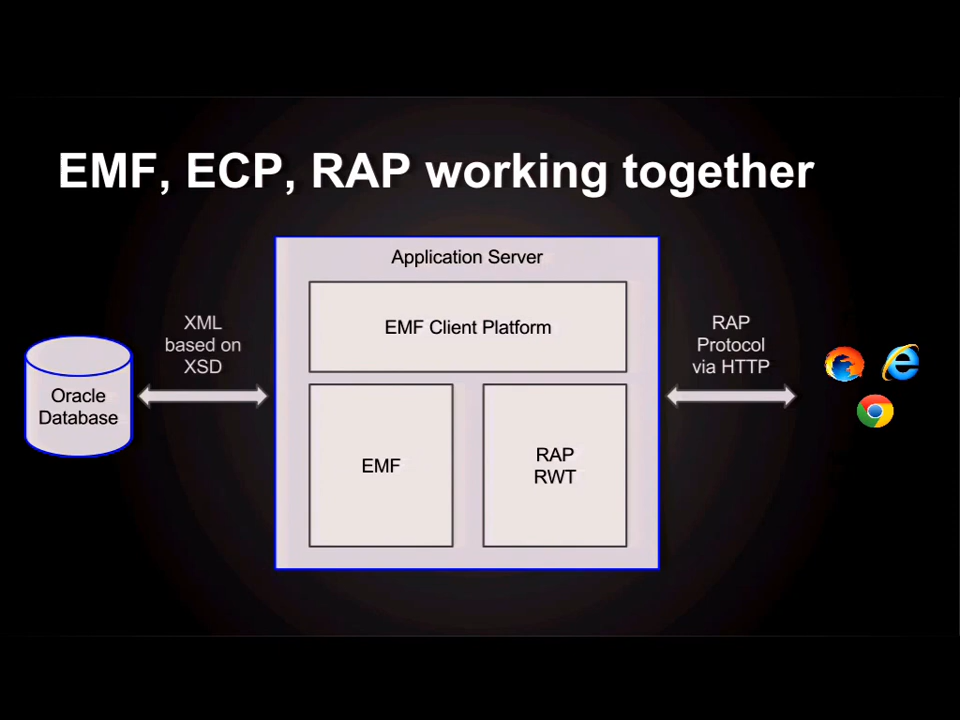 EMF, ECP, RAP working together
Application Server
EMF Client Platform
XML
based on
XSD
RAP
Protocol
via HTTP
Oracle
Database
EMF
RAP
RWT